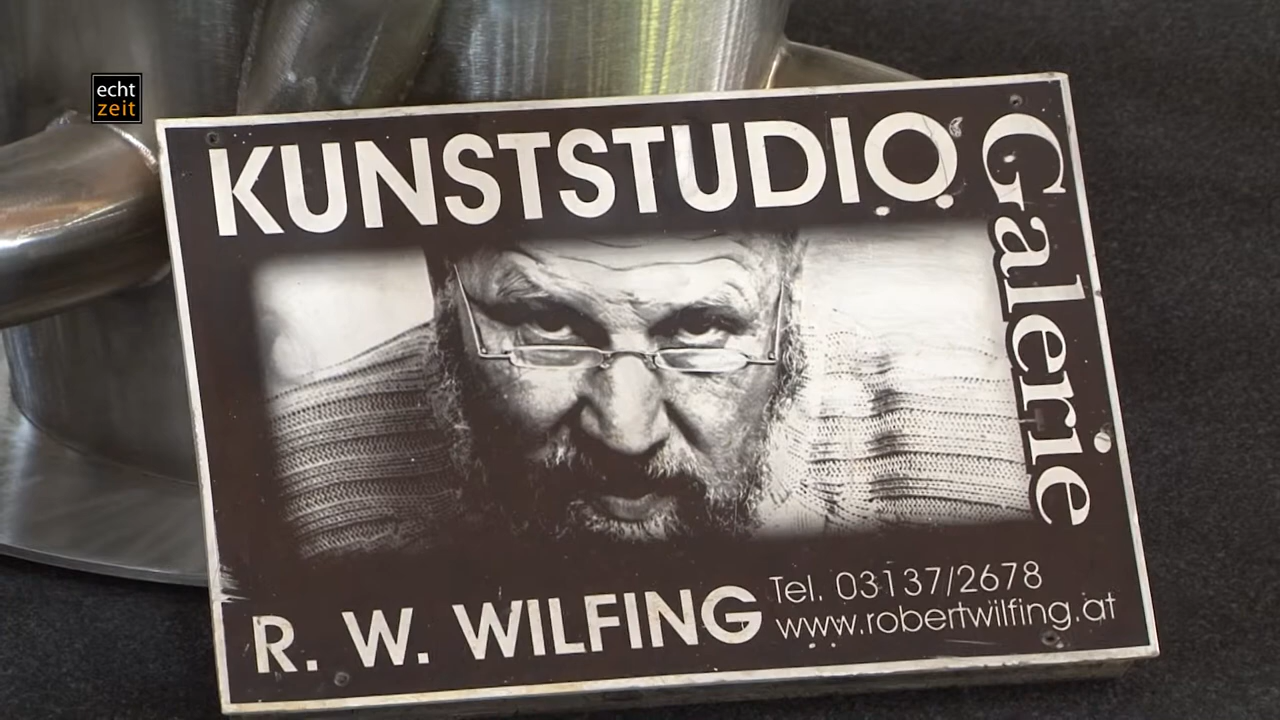 echt
zeit
KUNSTSTUDIO
Galerie
R. W. WILFING
Tel. 03137/2678
www.robertwilfing.at